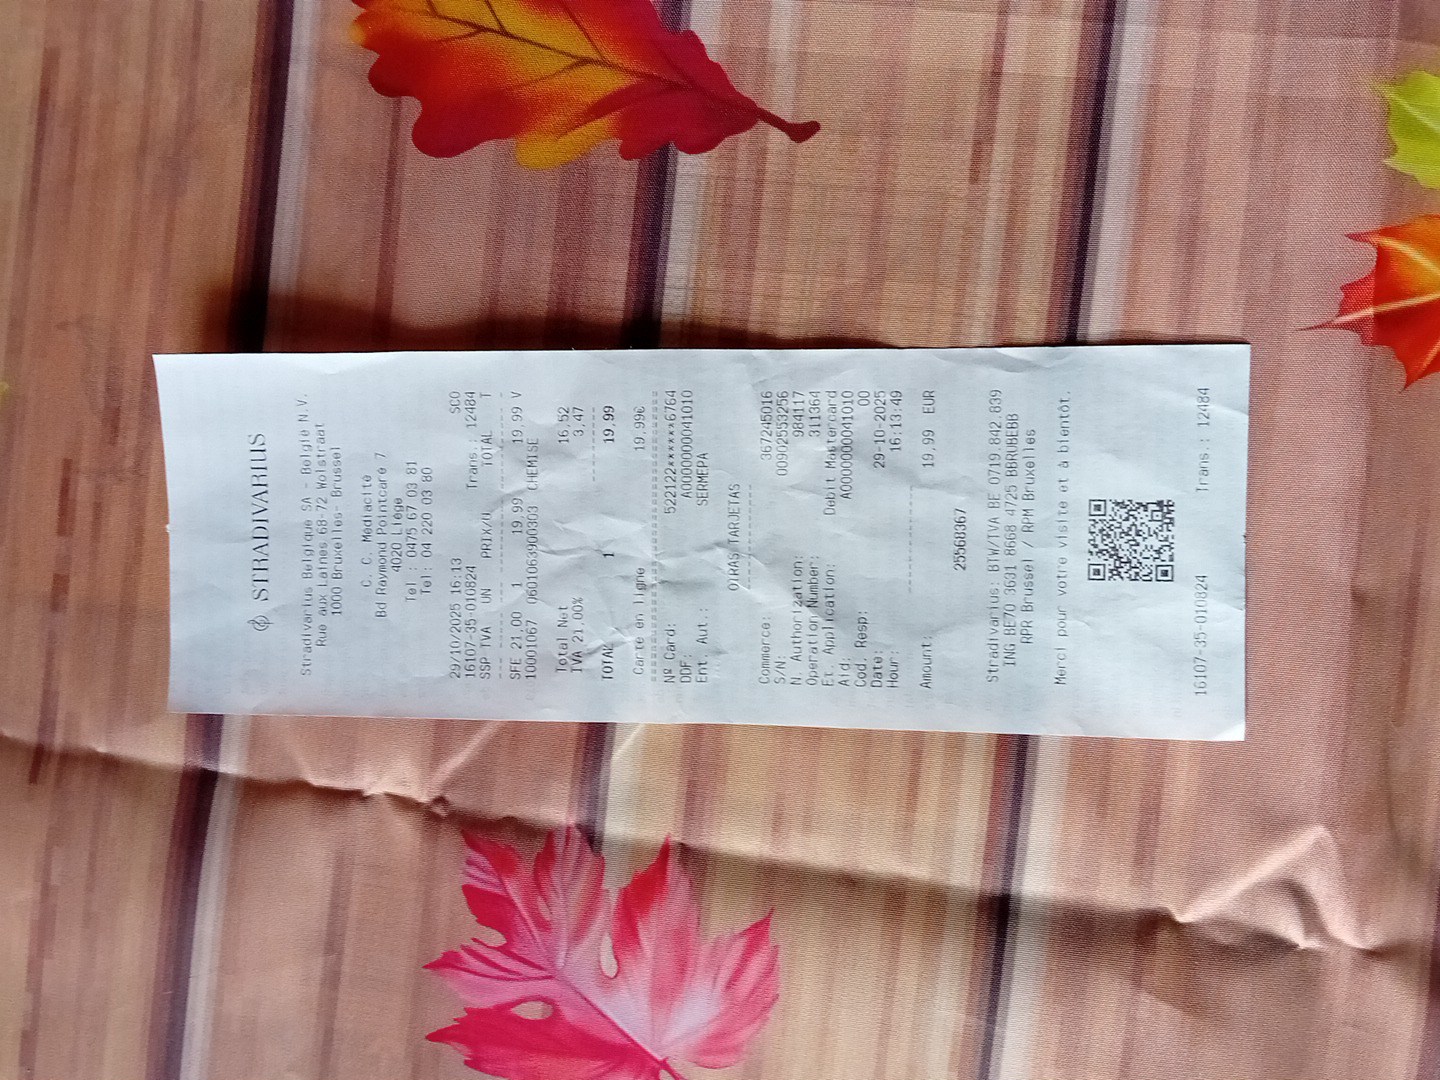 STRADIVARIUS
Stradivarius Belgique SA - Belgie N.V.
Rue aux Laines 68-72 Wolstraat
1000 Bruxelles- Brussel
C. C. Mediacité
Bd Raymond Pointcaré 7
4020 Liège
Tel : 0475 67 03 81
Tel: 04 220 03 80
29/10/2025 16:13 SCO
16107-35-010824 Trans.: 12484
SSP TVA UN PRIX/U TOTAL T
SFE 21.00 1 19.99 19.99 V
10001067 0601063900303 CHEMISE
Total Net 16,52
TVA 21.00% 3,47
TOTAL 1 19,99
Carte en ligne 19.99€
Nº Card: 522122******6764
DDF: A0000000041010
Ent. Aut.: SERMEPA
OTRAS TARJETAS
Commerce: 367245016
S/N: 00902553256
N. Authorization: 984117
Operation Number: 311364
Et. Application: Debit Mastercard
Aid: A0000000041010
Cod. Resp: 00
Date: 29-10-2025
Hour: 16:13:49
Amount: 19,99 EUR
25568367
Stradivarius: BTW/TVA BE 0719.842.839
ING BE70 3631 8668 4725 BBRUBEBB
RPR Brussel / RPM Bruxelles
Merci pour votre visite et à bientôt.
16107-35-010824 Trans.: 12484